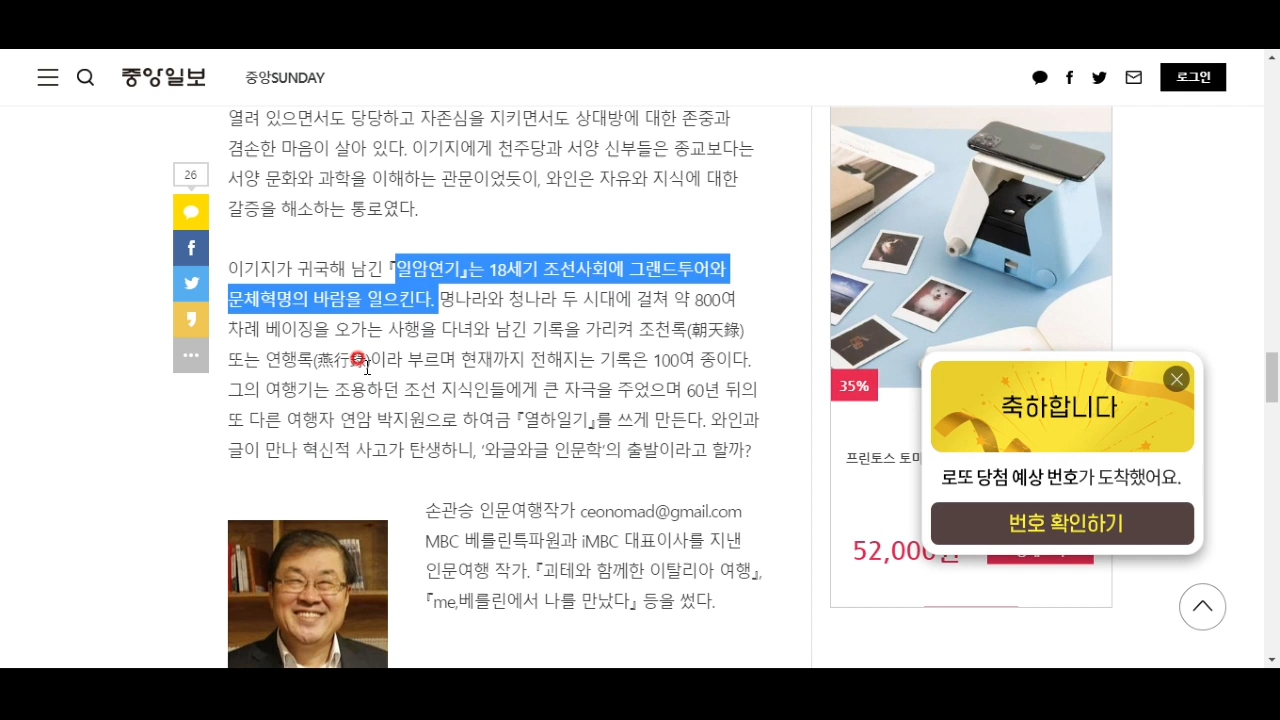 중앙일보
중앙SUNDAY
로그인
열려 있으면서도 당당하고 자존심을 지키면서도 상대방에 대한 존중과
겸손한 마음이 살아 있다. 이기지에게 천주당과 서양 신부들은 종교보다는
서양 문화와 과학을 이해하는 관문이었듯이, 와인은 자유와 지식에 대한
갈증을 해소하는 통로였다.
26
이기지가 귀국해 남긴 『일암연기』는 18세기 조선사회에 그랜드투어와
문체혁명의 바람을 일으킨다. 명나라와 청나라 두 시대에 걸쳐 약 800여
차례 베이징을 오가는 사행을 다녀와 남긴 기록을 가리켜 조천록(朝天錄)
또는 연행록(燕行 이라 부르며 현재까지 전해지는 기록은 100여 종이다.
그의 여행기는 조용하던 조선 지식인들에게 큰 자극을 주었으며 60년 뒤의
또 다른 여행자 연암 박지원으로 하여금 『열하일기』를 쓰게 만든다. 와인과
글이 만나 혁신적 사고가 탄생하니, ‘와글와글 인문학’의 출발이라고 할까?
손관승 인문여행작가 ceonomad@gmail.com
MBC 베를린특파원과 iMBC 대표이사를 지낸
인문여행 작가. 『괴테와 함께한 이탈리아 여행』,
『me,베를린에서 나를 만났다』 등을 썼다.
35%
프린토스 토
52,000원
축하합니다
로또 당첨 예상 번호가 도착했어요.
번호 확인하기